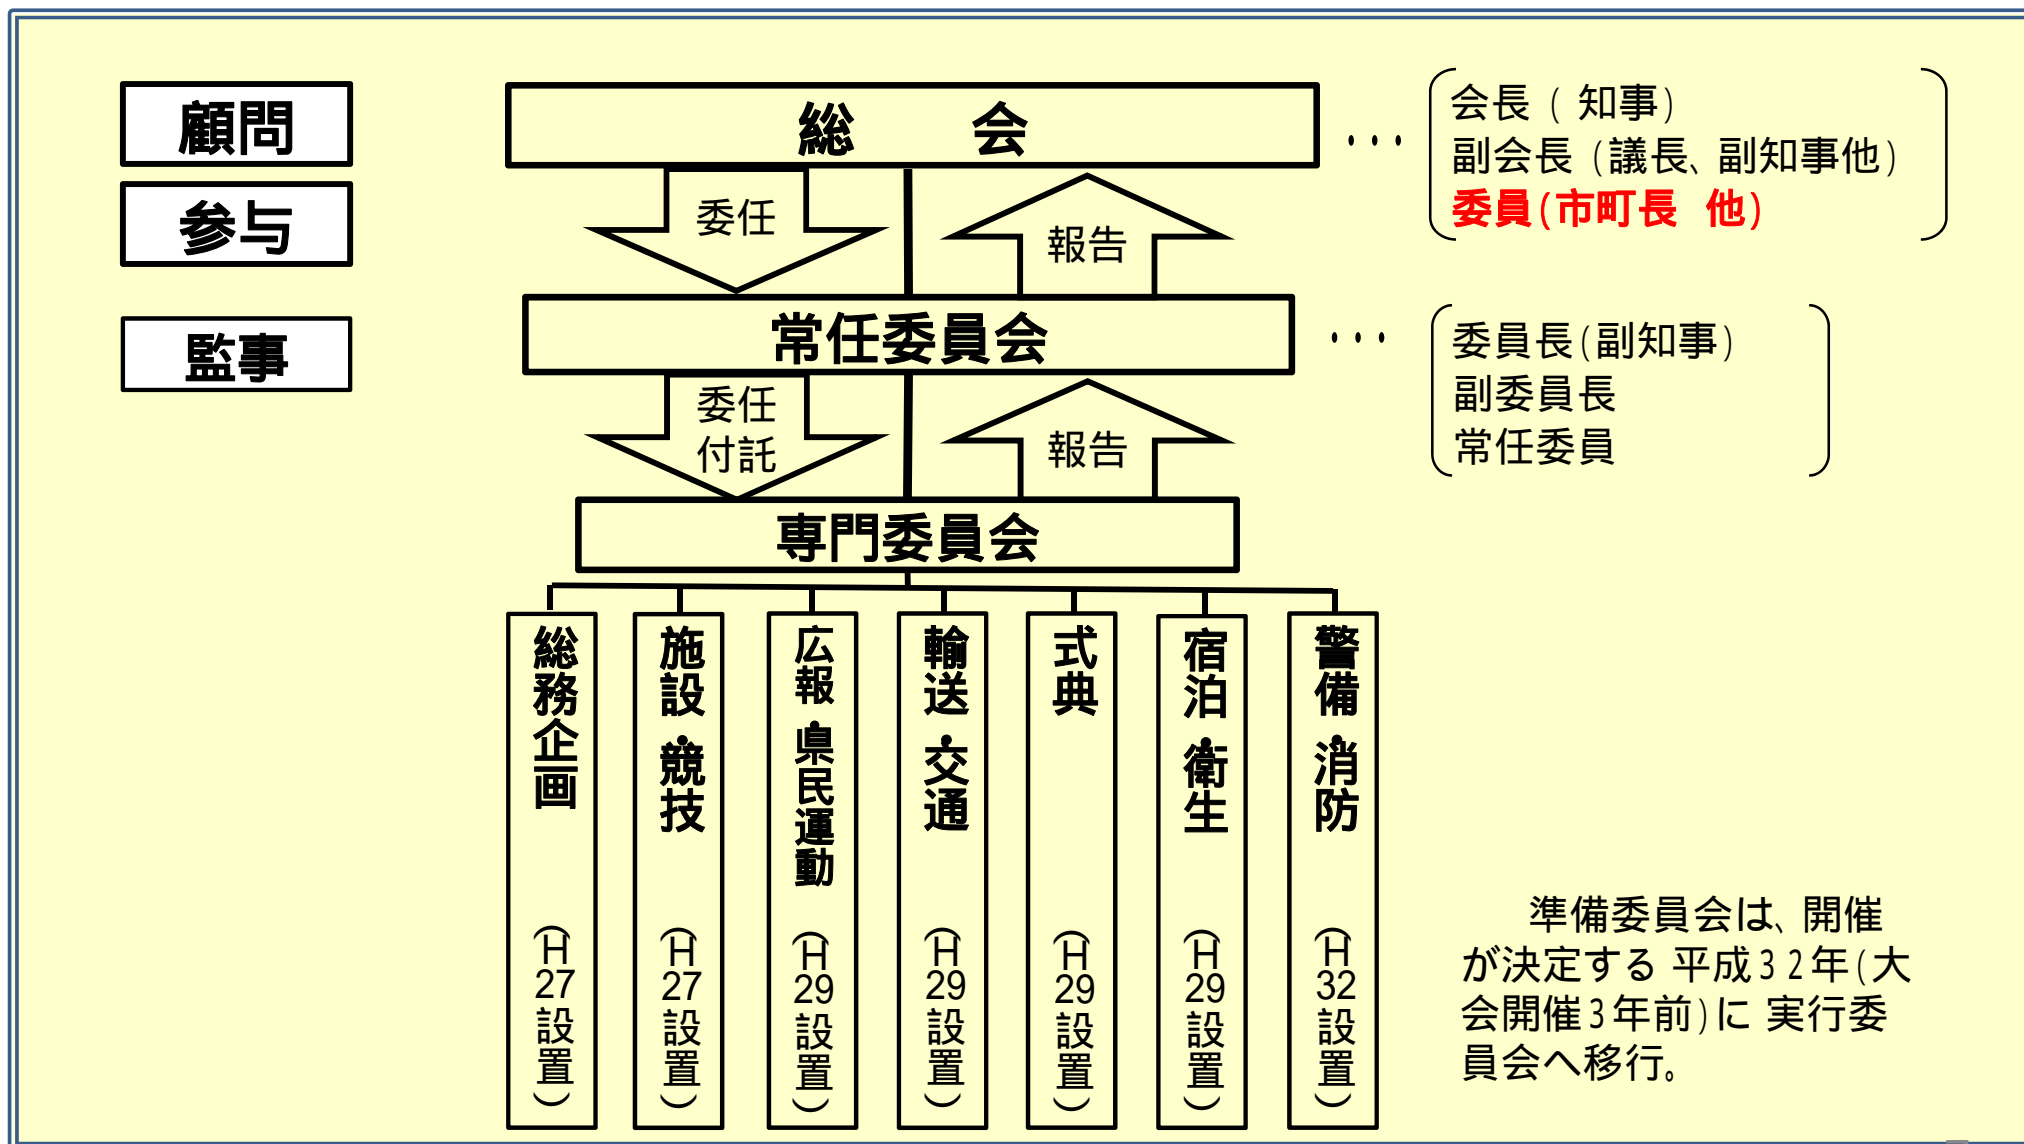 顧問
参与
監事
総　会
・・・
会長（ 知事）
副会長（議長、副知事他）
委員(市町長 他)
委任
報告
常任委員会
・・・
委員長(副知事)
副委員長
常任委員
委任
付託
報告
専門委員会
総務企画（H27設置）
施設・競技（H27設置）
広報・県民運動（H29設置）
輸送・交通（H29設置）
式典（H29設置）
宿泊・衛生（H29設置）
警備・消防（H32設置）
準備委員会は、開催
が決定する 平成32年(大
会開催3年前)に 実行委
員会へ移行。